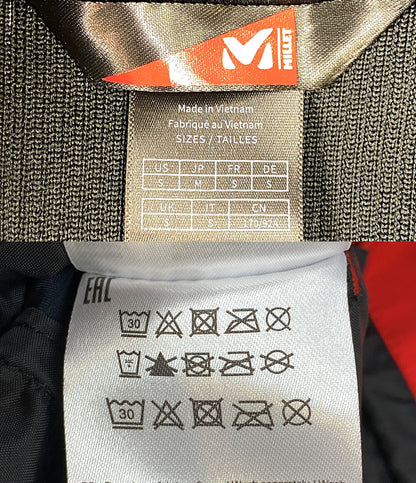 MILLET
Made in Vietnam
Fabriqué au Vietnam
SIZES / TAILLES
US JP FR DE
S M S S
UK IT CN
S S
EAC
30
30